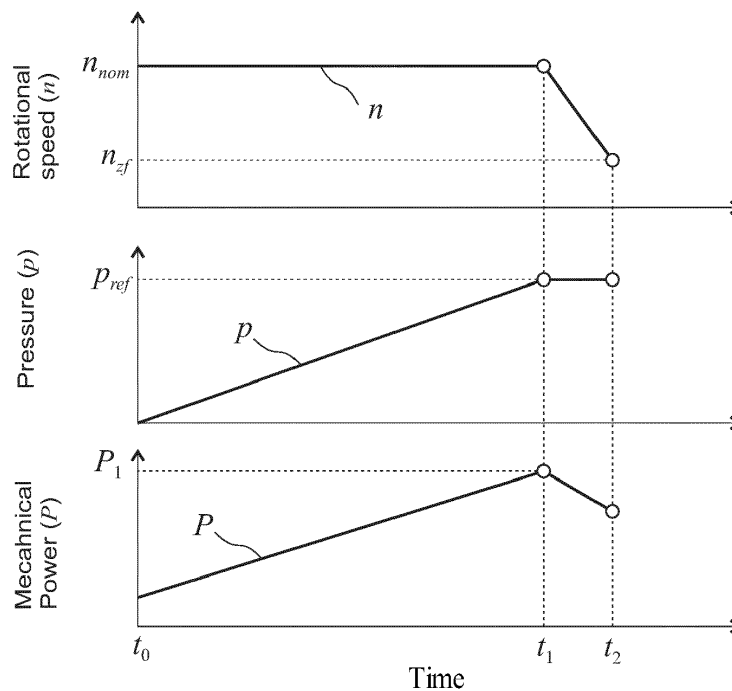 Rotational
speed (n)
n_nom
n
n_zf
Pressure (p)
p_ref
p
Mecahnical
Power (P)
P_1
P
t_0
t_1
t_2
Time